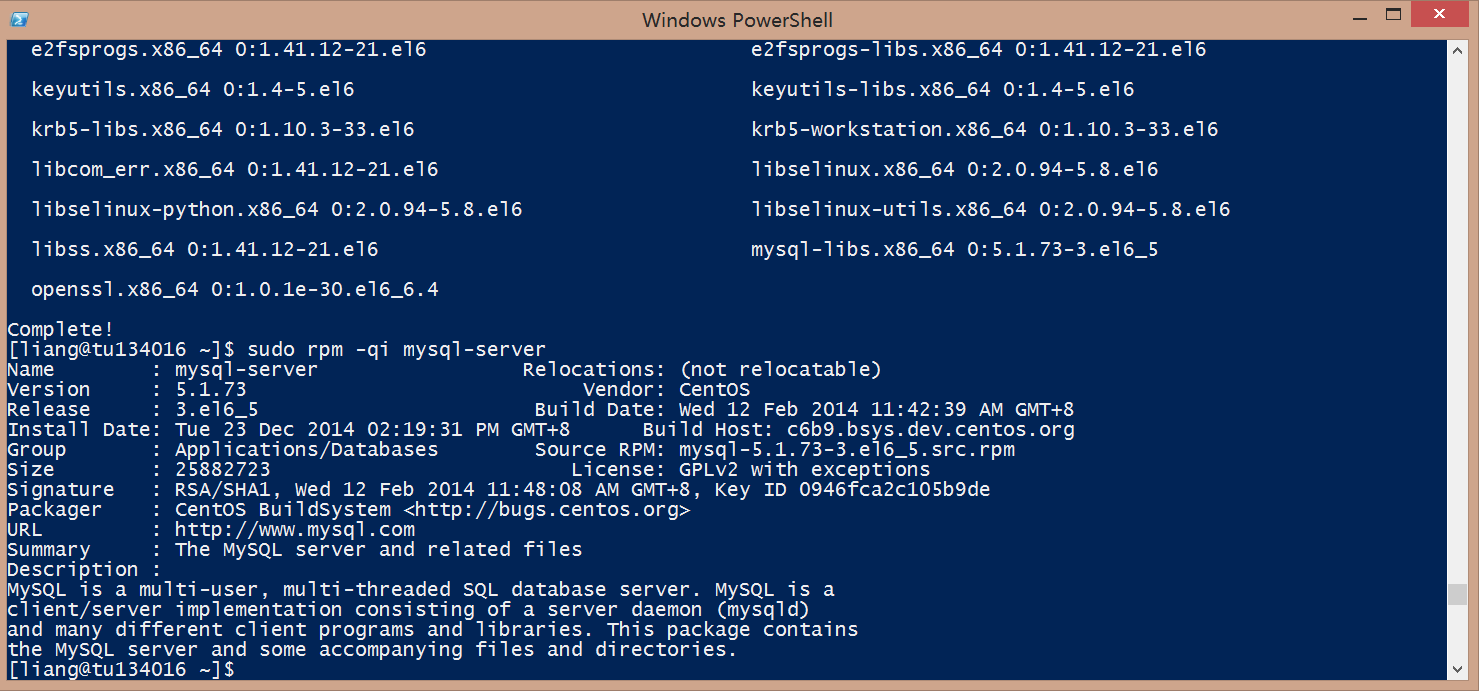 Windows PowerShell
e2fsprogs.x86_64 0:1.41.12-21.el6 e2fsprogs-libs.x86_64 0:1.41.12-21.el6
keyutils.x86_64 0:1.4-5.el6 keyutils-libs.x86_64 0:1.4-5.el6
krb5-libs.x86_64 0:1.10.3-33.el6 krb5-workstation.x86_64 0:1.10.3-33.el6
libcom_err.x86_64 0:1.41.12-21.el6 libselinux.x86_64 0:2.0.94-5.8.el6
libselinux-python.x86_64 0:2.0.94-5.8.el6 libselinux-utils.x86_64 0:2.0.94-5.8.el6
libss.x86_64 0:1.41.12-21.el6 mysql-libs.x86_64 0:5.1.73-3.el6_5
openssl.x86_64 0:1.0.1e-30.el6_6.4
Complete!
[liang@tu134016 ~]$ sudo rpm -qi mysql-server
Name        : mysql-server                 Relocations: (not relocatable)
Version     : 5.1.73                            Vendor: CentOS
Release     : 3.el6_5                       Build Date: Wed 12 Feb 2014 11:42:39 AM GMT+8
Install Date: Tue 23 Dec 2014 02:19:31 PM GMT+8      Build Host: c6b9.bsys.dev.centos.org
Group       : Applications/Databases        Source RPM: mysql-5.1.73-3.el6_5.src.rpm
Size        : 25882723                         License: GPLv2 with exceptions
Signature   : RSA/SHA1, Wed 12 Feb 2014 11:48:08 AM GMT+8, Key ID 0946fca2c105b9de
Packager    : CentOS BuildSystem <http://bugs.centos.org>
URL         : http://www.mysql.com
Summary     : The MySQL server and related files
Description :
MySQL is a multi-user, multi-threaded SQL database server. MySQL is a
client/server implementation consisting of a server daemon (mysqld)
and many different client programs and libraries. This package contains
the MySQL server and some accompanying files and directories.
[liang@tu134016 ~]$